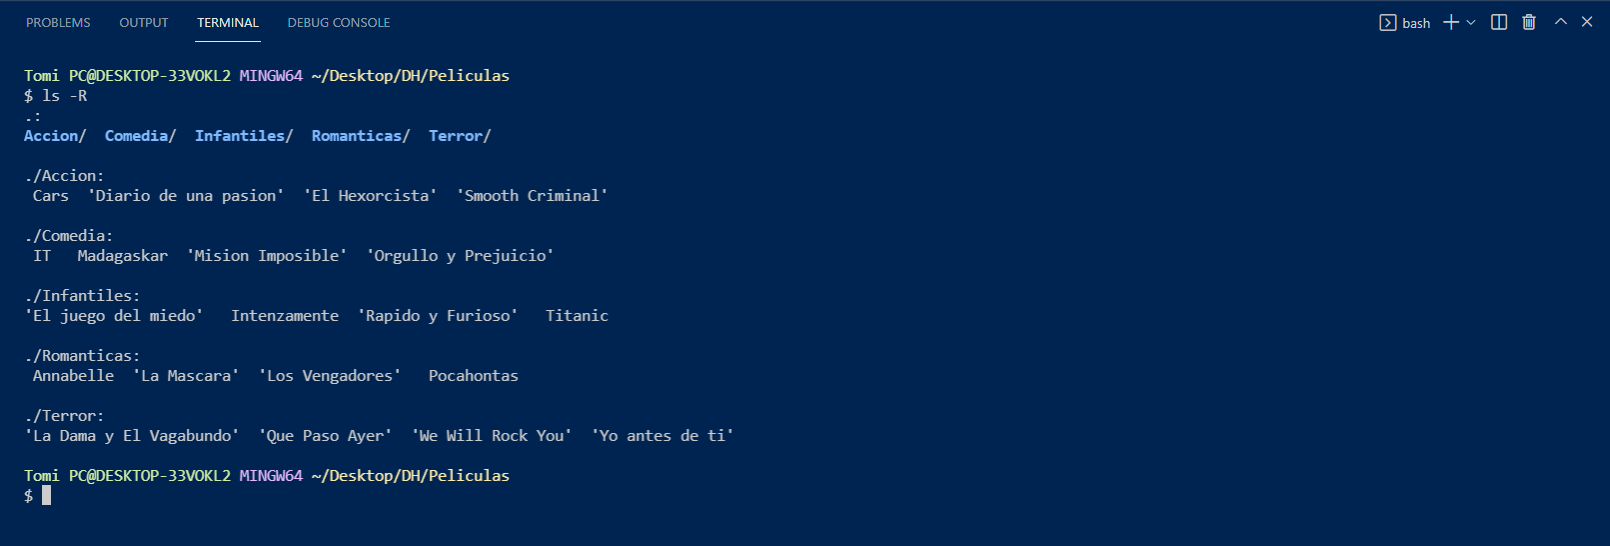 PROBLEMS OUTPUT TERMINAL DEBUG CONSOLE bash
Tomi PC@DESKTOP-33VOKL2 MINGW64 ~/Desktop/DH/Peliculas
$ ls -R
.:
Accion/  Comedia/  Infantiles/  Romanticas/  Terror/
./Accion:
 Cars  'Diario de una pasion'  'El Hexorcista'  'Smooth Criminal'
./Comedia:
 IT   Madagaskar  'Mision Imposible'  'Orgullo y Prejuicio'
./Infantiles:
'El juego del miedo'   Intenzamente  'Rapido y Furioso'   Titanic
./Romanticas:
 Annabelle  'La Mascara'  'Los Vengadores'   Pocahontas
./Terror:
'La Dama y El Vagabundo'  'Que Paso Ayer'  'We Will Rock You'  'Yo antes de ti'
Tomi PC@DESKTOP-33VOKL2 MINGW64 ~/Desktop/DH/Peliculas
$